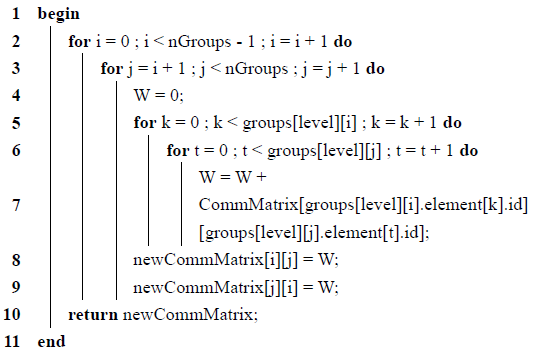 1 begin
2 for i = 0 ; i < nGroups - 1 ; i = i + 1 do
3 for j = i + 1 ; j < nGroups ; j = j + 1 do
4 W = 0;
5 for k = 0 ; k < groups[level][i] ; k = k + 1 do
6 for t = 0 ; t < groups[level][j] ; t = t + 1 do
W = W +
7 CommMatrix[groups[level][i].element[k].id]
[groups[level][j].element[t].id];
8 newCommMatrix[i][j] = W;
9 newCommMatrix[j][i] = W;
10 return newCommMatrix;
11 end